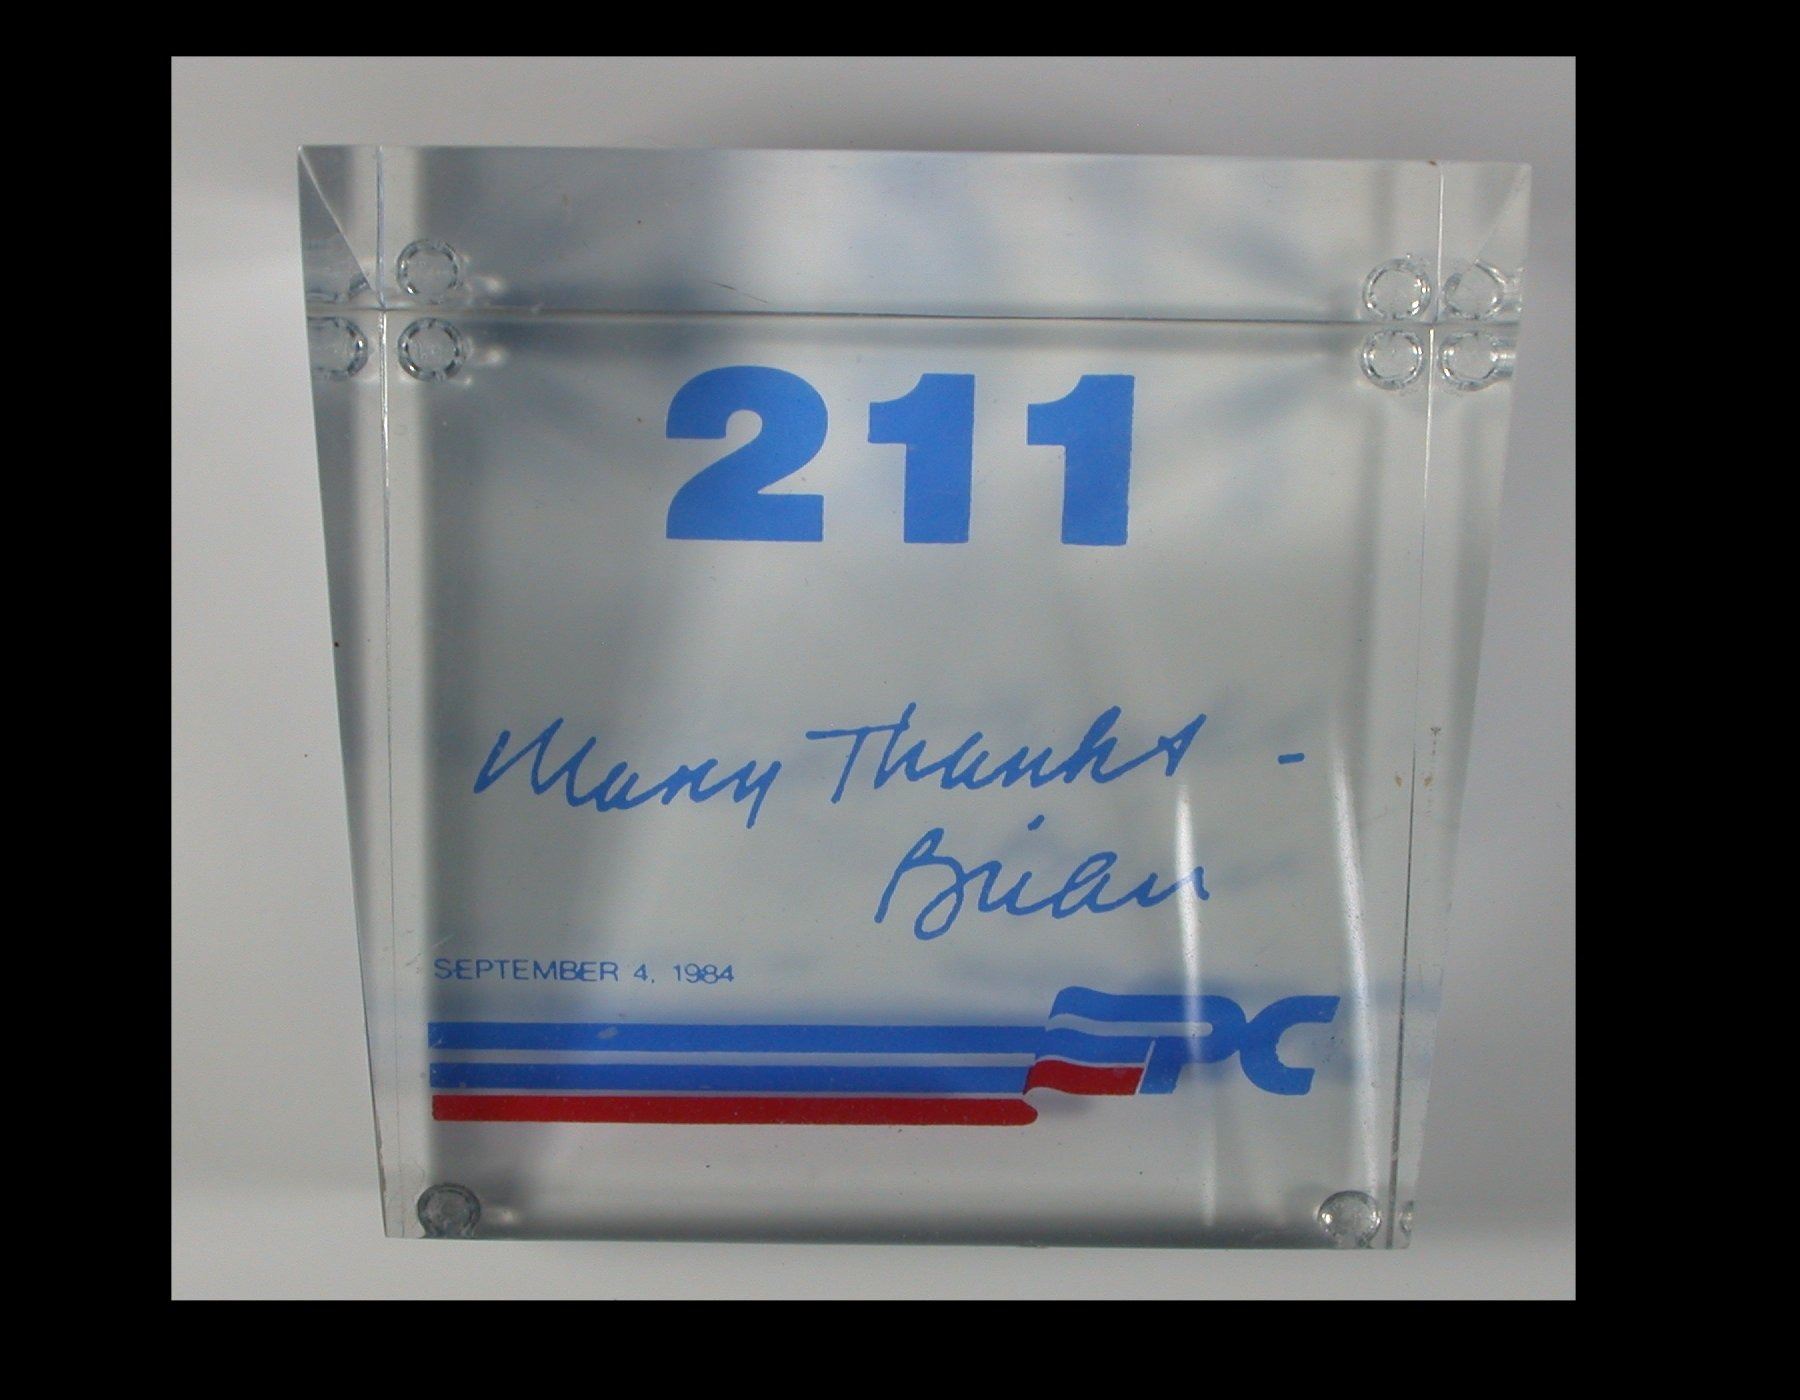 211
Many Thanks -
Brian
SEPTEMBER 4, 1984
PC